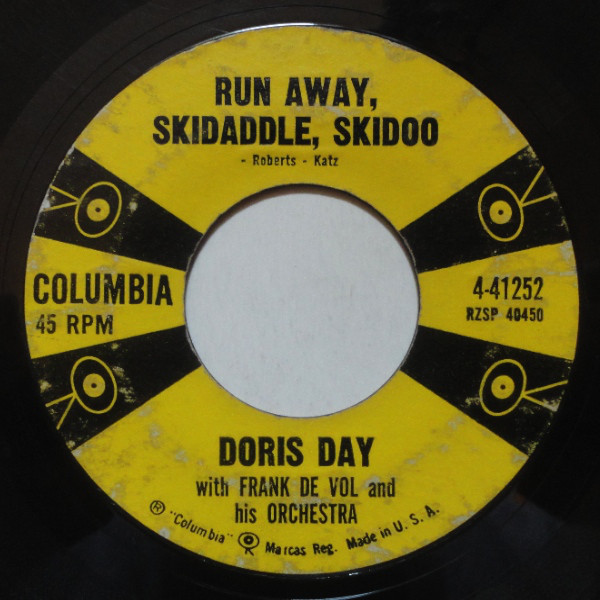 RUN AWAY,
SKIDADDLE, SKIDOO
- Roberts - Katz
COLUMBIA
45 RPM
4-41252
RZSP 40450
DORIS DAY
with FRANK DE VOL and
his ORCHESTRA
® "Columbia" Marcas Reg. Made in U. S. A.